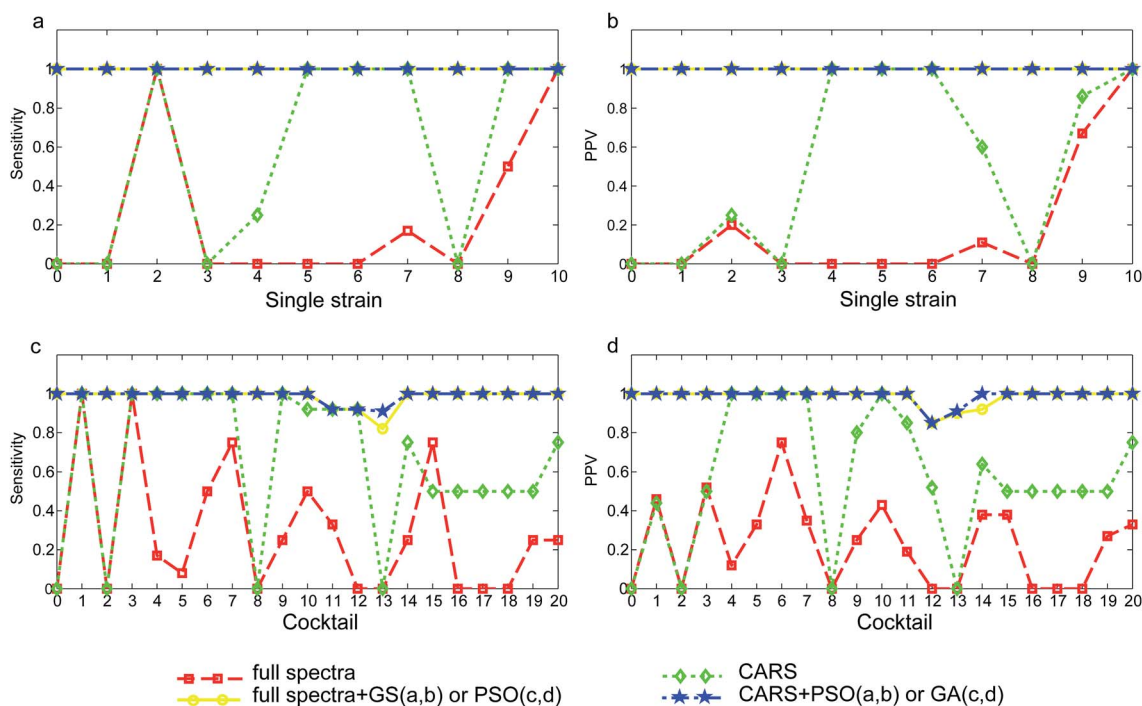 a
b
Sensitivity
1
0.8
0.6
0.4
0.2
0
0 1 2 3 4 5 6 7 8 9 10
Single strain
PPV
1
0.8
0.6
0.4
0.2
0
0 1 2 3 4 5 6 7 8 9 10
Single strain
c
d
Sensitivity
1
0.8
0.6
0.4
0.2
0
0 1 2 3 4 5 6 7 8 9 10 11 12 13 14 15 16 17 18 19 20
Cocktail
PPV
1
0.8
0.6
0.4
0.2
0
0 1 2 3 4 5 6 7 8 9 10 11 12 13 14 15 16 17 18 19 20
Cocktail
full spectra
full spectra+GS(a,b) or PSO(c,d)
CARS
CARS+PSO(a,b) or GA(c,d)